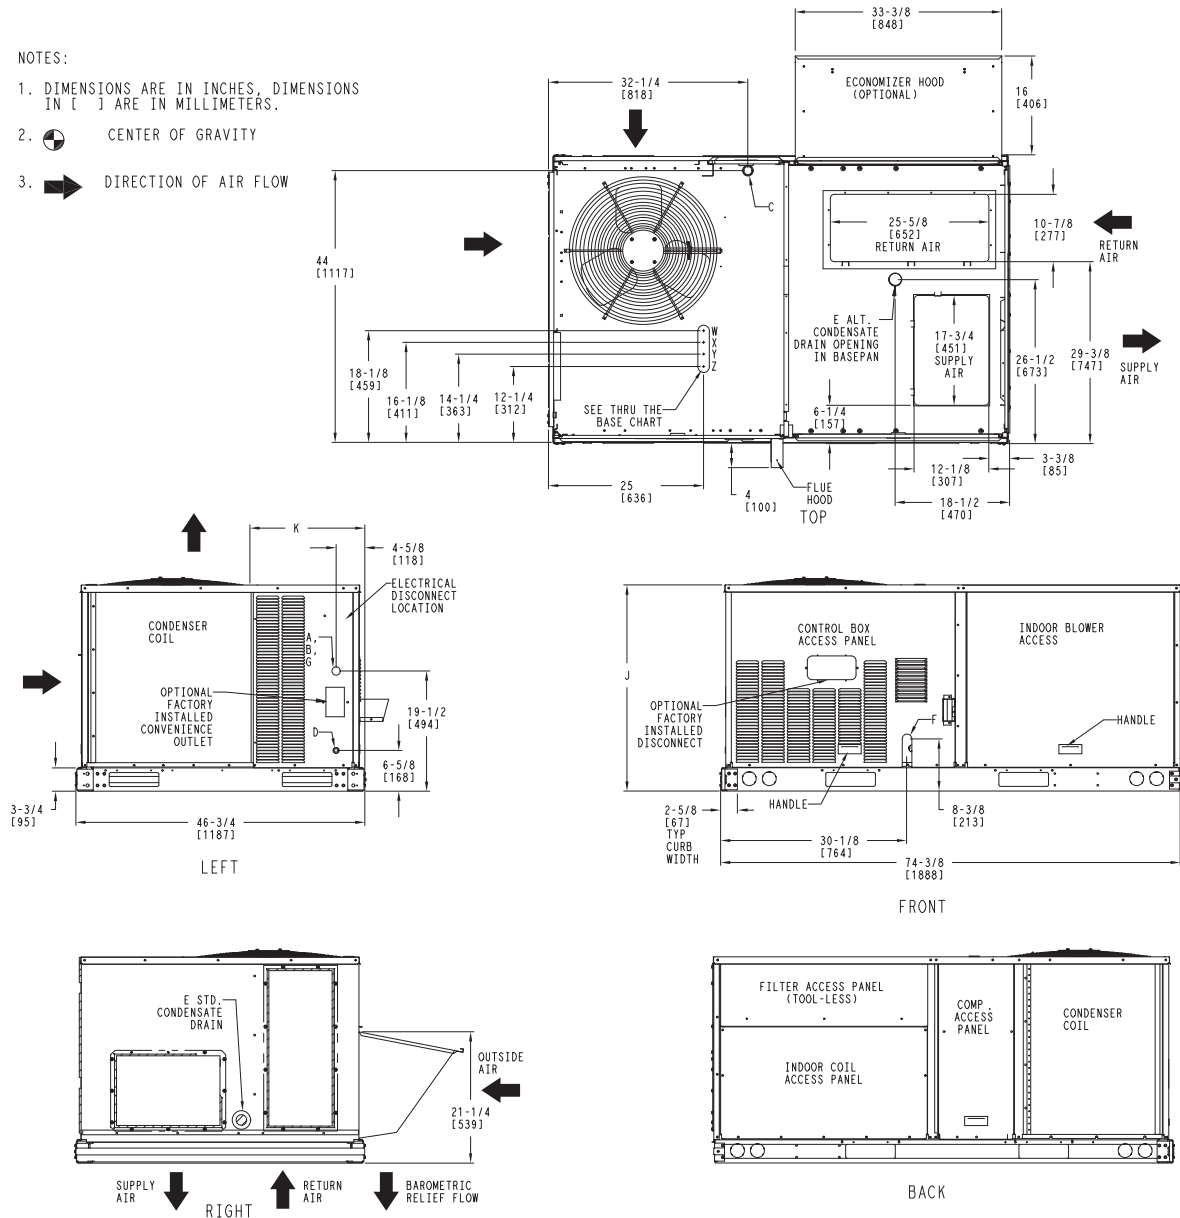 NOTES:
1. DIMENSIONS ARE IN INCHES, DIMENSIONS
IN [ ] ARE IN MILLIMETERS.
2. CENTER OF GRAVITY
3. DIRECTION OF AIR FLOW
33-3/8
[848]
32-1/4
[818]
ECONOMIZER HOOD
(OPTIONAL)
16
[406]
C
25-5/8
[652]
RETURN AIR
10-7/8
[277]
RETURN
AIR
44
[1117]
E ALT.
CONDENSATE
DRAIN OPENING
IN BASEPAN
17-3/4
[451]
SUPPLY
AIR
26-1/2
[673]
29-3/8
[747]
SUPPLY
AIR
W
X
Y
Z
18-1/8
[459]
16-1/8
[411]
14-1/4
[363]
12-1/4
[312]
SEE THRU THE
BASE CHART
6-1/4
[157]
25
[636]
4
[100]
FLUE
HOOD
12-1/8
[307]
3-3/8
[85]
18-1/2
[470]
TOP
K
4-5/8
[118]
ELECTRICAL
DISCONNECT
LOCATION
CONDENSER
COIL
A,
B,
G
OPTIONAL
FACTORY
INSTALLED
CONVENIENCE
OUTLET
D
19-1/2
[494]
6-5/8
[168]
3-3/4
[95]
46-3/4
[1187]
LEFT
J
CONTROL BOX
ACCESS PANEL
INDOOR BLOWER
ACCESS
OPTIONAL
FACTORY
INSTALLED
DISCONNECT
F
HANDLE
HANDLE
2-5/8
[67]
TYP
CURB
WIDTH
8-3/8
[213]
30-1/8
[764]
74-3/8
[1888]
FRONT
E STD.
CONDENSATE
DRAIN
OUTSIDE
AIR
21-1/4
[539]
SUPPLY
AIR
RETURN
AIR
BAROMETRIC
RELIEF FLOW
RIGHT
FILTER ACCESS PANEL
(TOOL-LESS)
COMP.
ACCESS
PANEL
CONDENSER
COIL
INDOOR COIL
ACCESS PANEL
BACK